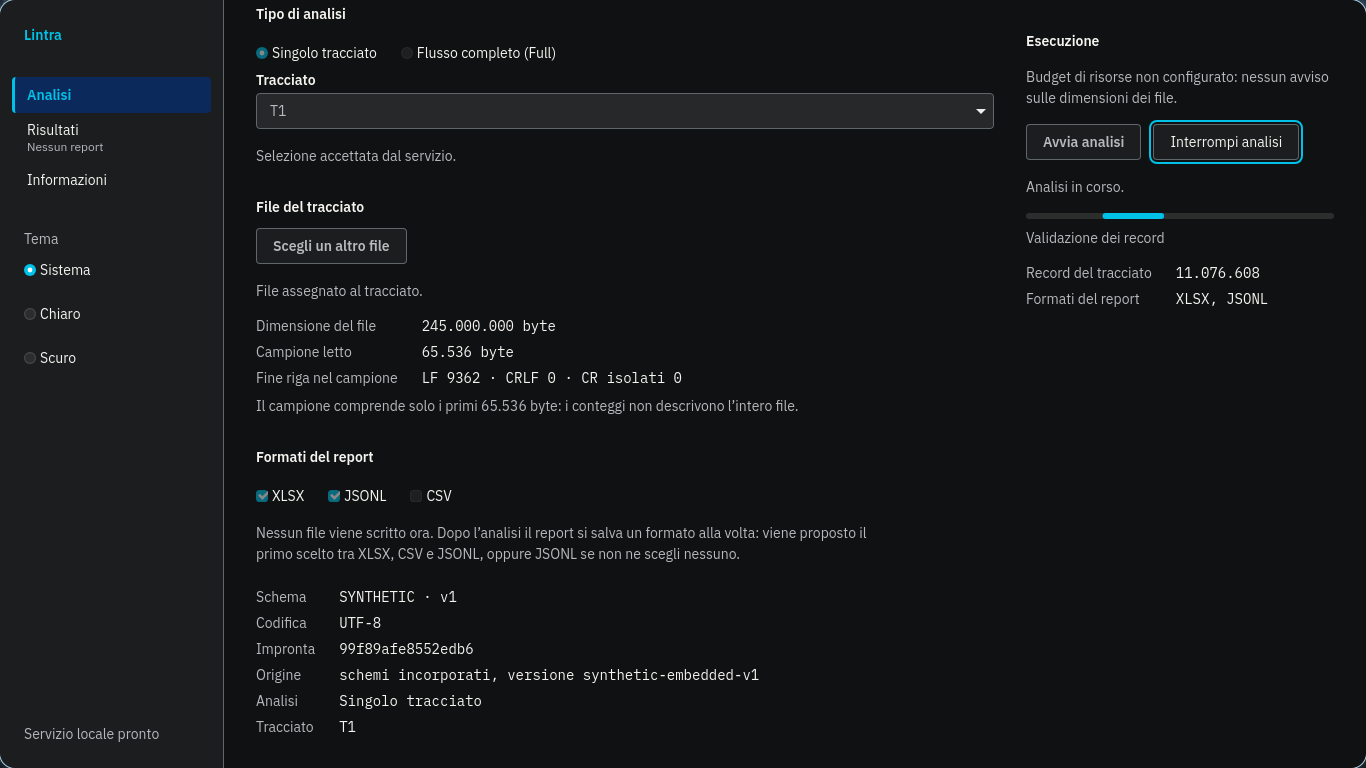 Lintra
Analisi
Risultati
Nessun report
Informazioni
Tema
Sistema
Chiaro
Scuro
Servizio locale pronto
Tipo di analisi
Singolo tracciato
Flusso completo (Full)
Tracciato
T1
Selezione accettata dal servizio.
File del tracciato
Scegli un altro file
File assegnato al tracciato.
Dimensione del file 245.000.000 byte
Campione letto 65.536 byte
Fine riga nel campione LF 9362 · CRLF 0 · CR isolati 0
Il campione comprende solo i primi 65.536 byte: i conteggi non descrivono l’intero file.
Formati del report
XLSX JSONL CSV
Nessun file viene scritto ora. Dopo l’analisi il report si salva un formato alla volta: viene proposto il
primo scelto tra XLSX, CSV e JSONL, oppure JSONL se non ne scegli nessuno.
Schema SYNTHETIC · v1
Codifica UTF-8
Impronta 99f89afe8552edb6
Origine schemi incorporati, versione synthetic-embedded-v1
Analisi Singolo tracciato
Tracciato T1
Esecuzione
Budget di risorse non configurato: nessun avviso
sulle dimensioni dei file.
Avvia analisi Interrompi analisi
Analisi in corso.
Validazione dei record
Record del tracciato 11.076.608
Formati del report XLSX, JSONL